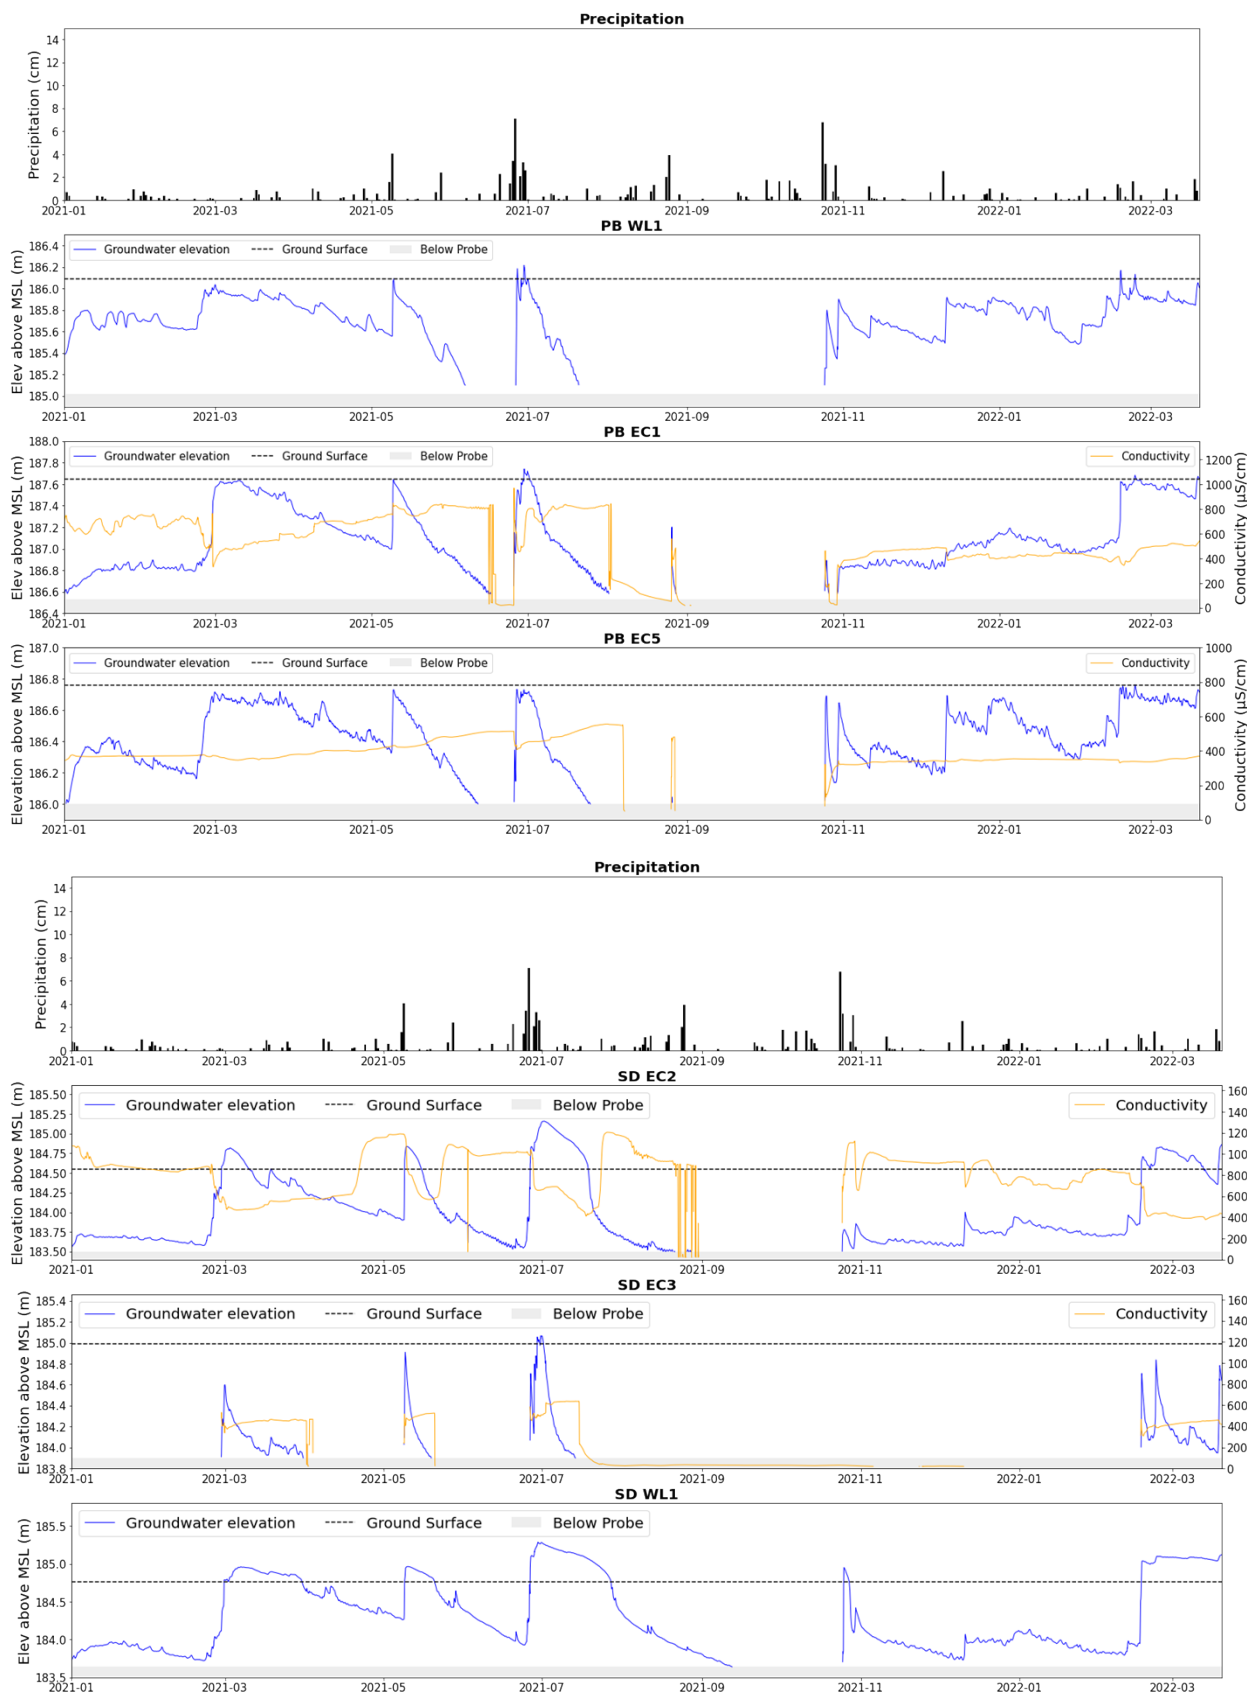 Precipitation
Precipitation (cm)
14
12
10
8
6
4
2
0
2021-01 2021-03 2021-05 2021-07 2021-09 2021-11 2022-01 2022-03
PB WL1
Elev above MSL (m)
Groundwater elevation Ground Surface Below Probe
186.4
186.2
186.0
185.8
185.6
185.4
185.2
185.0
2021-01 2021-03 2021-05 2021-07 2021-09 2021-11 2022-01 2022-03
PB EC1
Elev above MSL (m)
Groundwater elevation Ground Surface Below Probe Conductivity
188.0
187.8 1200
187.6 1000
187.4 800
187.2 600
187.0 400
186.8 200
186.6 0
186.4
Conductivity (µS/cm)
2021-01 2021-03 2021-05 2021-07 2021-09 2021-11 2022-01 2022-03
PB EC5
Elevation above MSL (m)
Groundwater elevation Ground Surface Below Probe Conductivity
187.0 1000
186.8 800
186.6 600
186.4 400
186.2 200
186.0 0
Conductivity (µS/cm)
2021-01 2021-03 2021-05 2021-07 2021-09 2021-11 2022-01 2022-03
Precipitation
Precipitation (cm)
14
12
10
8
6
4
2
0
2021-01 2021-03 2021-05 2021-07 2021-09 2021-11 2022-01 2022-03
SD EC2
Elevation above MSL (m)
Groundwater elevation Ground Surface Below Probe Conductivity
185.50 160
185.25 140
185.00 120
184.75 100
184.50 800
184.25 600
184.00 400
183.75 200
183.50 0
2021-01 2021-03 2021-05 2021-07 2021-09 2021-11 2022-01 2022-03
SD EC3
Elevation above MSL (m)
Groundwater elevation Ground Surface Below Probe Conductivity
185.4 160
185.2 140
185.0 120
184.8 100
184.6 800
184.4 600
184.2 400
184.0 200
183.8 0
2021-01 2021-03 2021-05 2021-07 2021-09 2021-11 2022-01 2022-03
SD WL1
Elev above MSL (m)
Groundwater elevation Ground Surface Below Probe
185.5
185.0
184.5
184.0
183.5
2021-01 2021-03 2021-05 2021-07 2021-09 2021-11 2022-01 2022-03